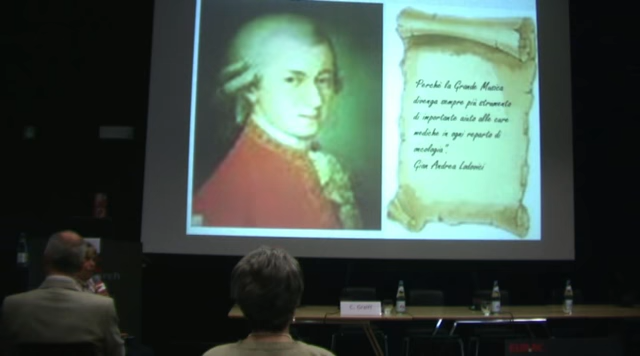 "Perché la Grande Musica
divenga sempre più strumento
di importante aiuto alle cure
mediche in ogni reparto di
oncologia".
Gian Andrea Lodovici